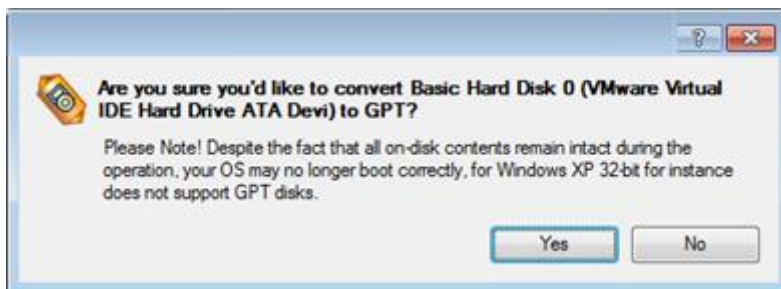 ?
Are you sure you'd like to convert Basic Hard Disk 0 (VMware Virtual
IDE Hard Drive ATA Devi) to GPT?
Please Note! Despite the fact that all on-disk contents remain intact during the
operation, your OS may no longer boot correctly, for Windows XP 32-bit for instance
does not support GPT disks.
Yes
No